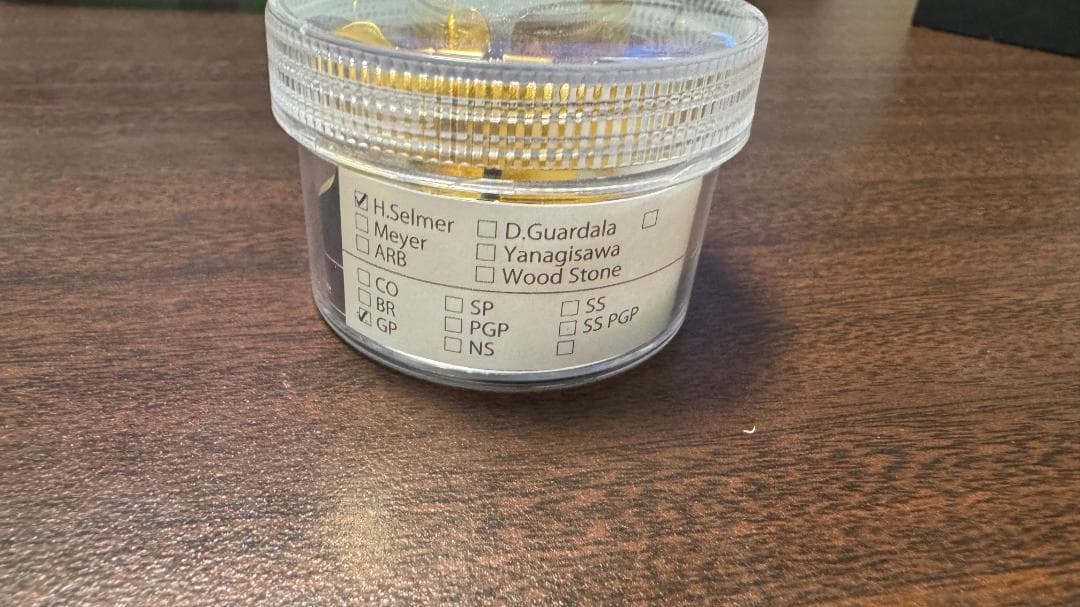 ☑ H.Selmer ☐ D.Guardala ☐
☐ Meyer ☐ Yanagisawa
☐ ARB ☐ Wood Stone
☐ CO ☐ SP ☐ SS
☐ BR ☐ PGP ☐ SS PGP
☑ GP ☐ NS ☐